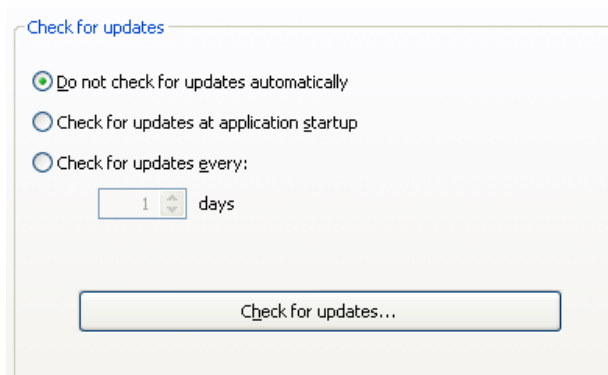 Check for updates
Do not check for updates automatically
Check for updates at application startup
Check for updates every:
1 days
Check for updates...